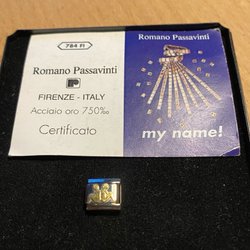 784 FI
Romano Passavinti
FIRENZE - ITALY
Acciaio oro 750‰
Certificato
Romano Passavinti
my name!